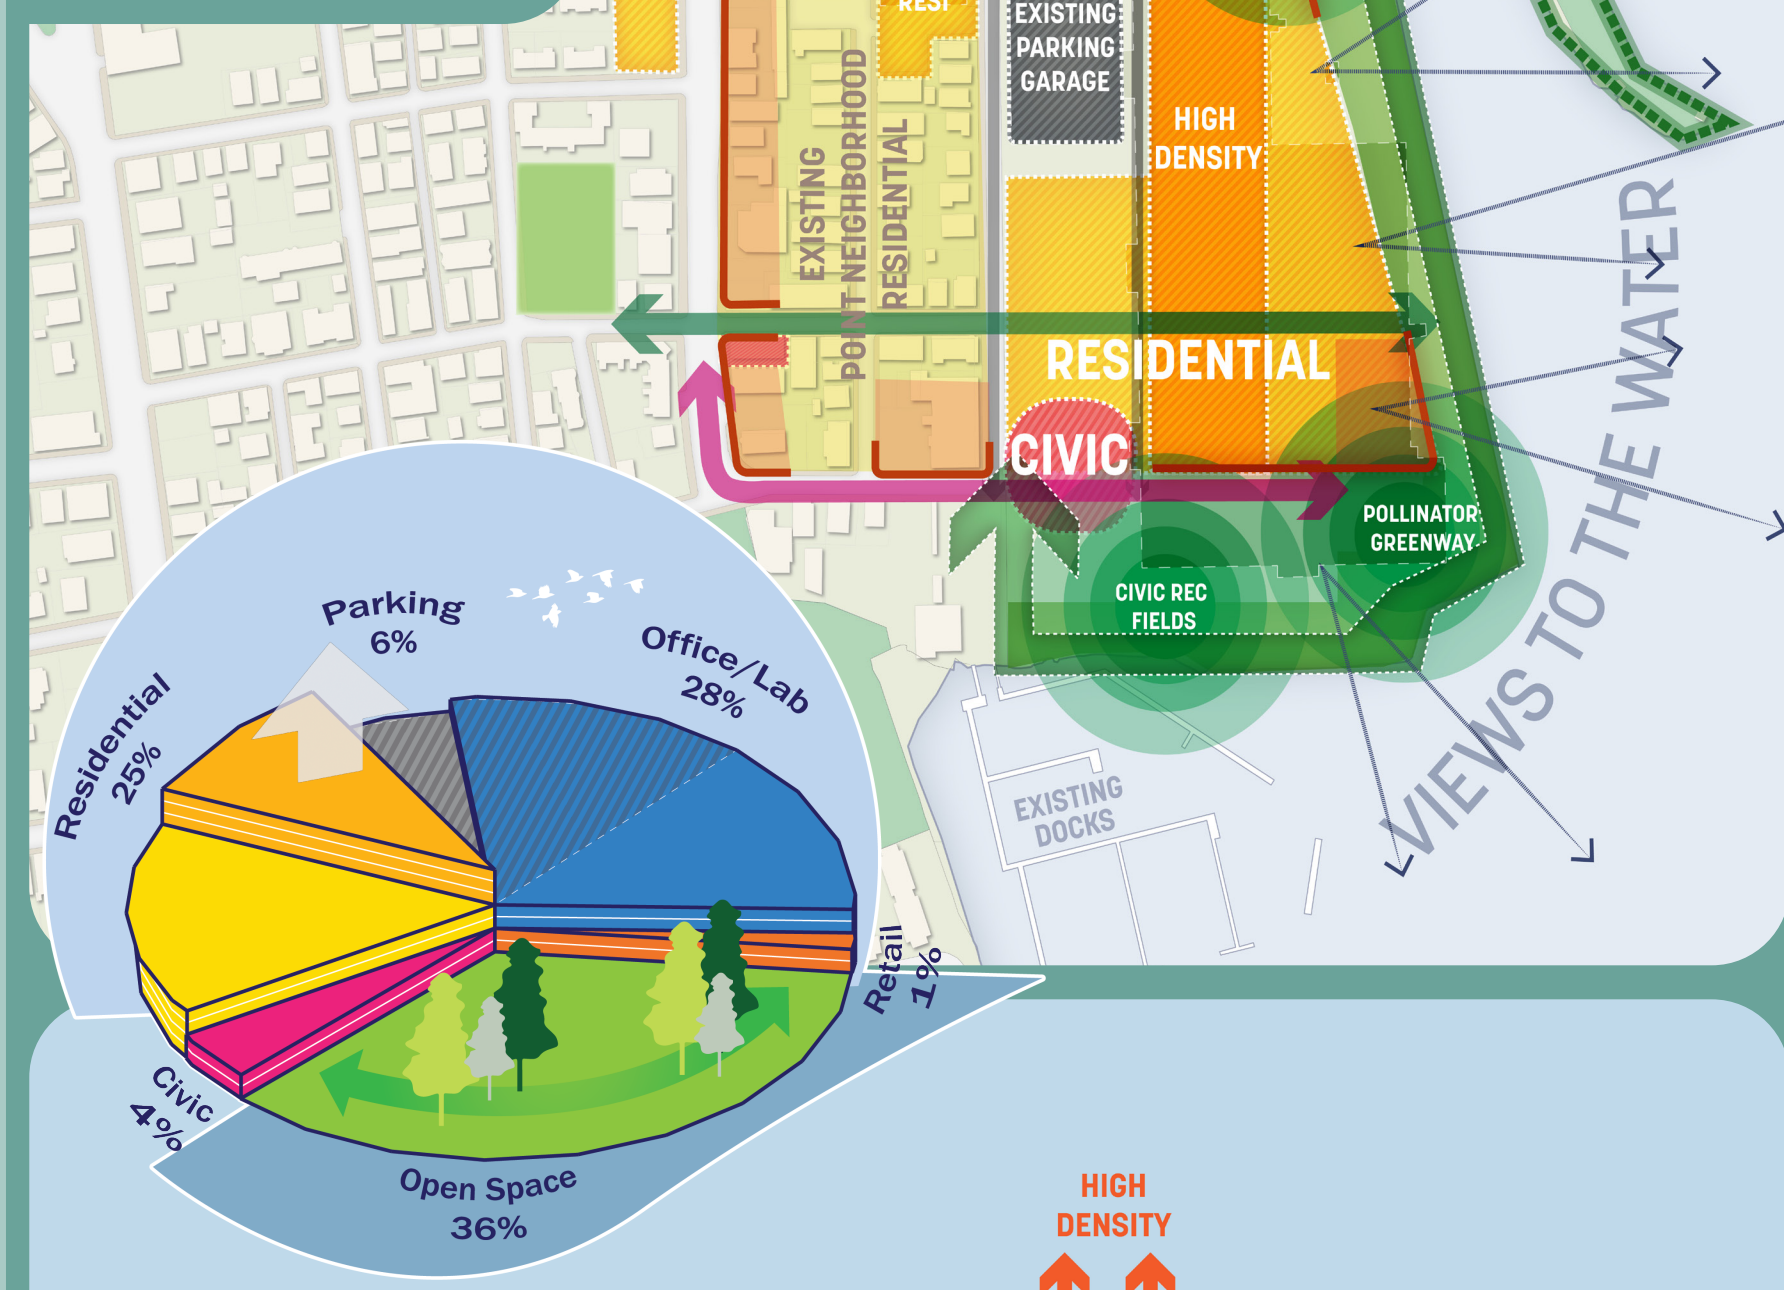 RESI
EXISTING
PARKING
GARAGE
HIGH
DENSITY
EXISTING
POINT NEIGHBORHOOD
RESIDENTIAL
RESIDENTIAL
CIVIC
POLLINATOR
GREENWAY
CIVIC REC
FIELDS
VIEWS TO THE WATER
EXISTING
DOCKS
Parking
6%
Office/Lab
28%
Residential
25%
Retail
1%
Civic
4%
Open Space
36%
HIGH
DENSITY